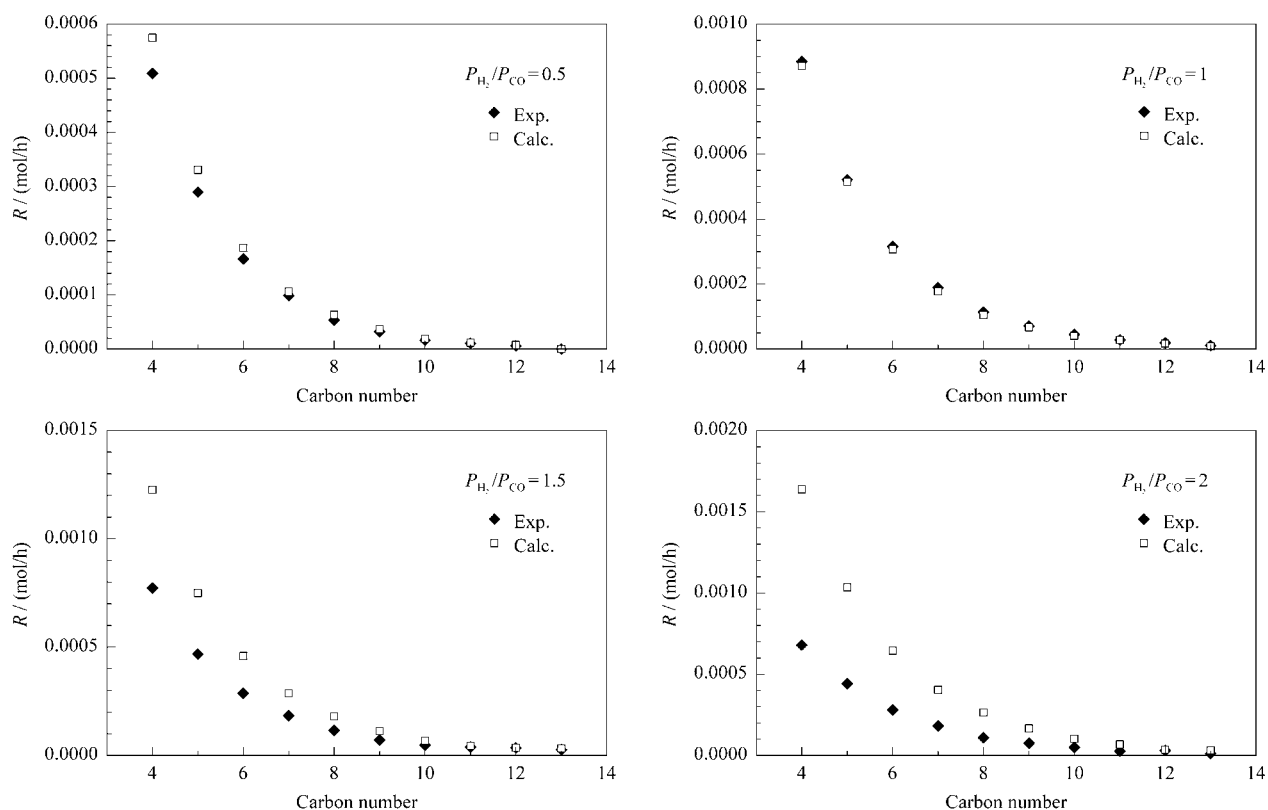 0.0006
0.0005
0.0004
0.0003
0.0002
0.0001
0.0000
R / (mol/h)
P_H₂/P_CO = 0.5
Exp.
Calc.
4 6 8 10 12 14
Carbon number
0.0010
0.0008
0.0006
0.0004
0.0002
0.0000
R / (mol/h)
P_H₂/P_CO = 1
Exp.
Calc.
4 6 8 10 12 14
Carbon number
0.0015
0.0010
0.0005
0.0000
R / (mol/h)
P_H₂/P_CO = 1.5
Exp.
Calc.
4 6 8 10 12 14
Carbon number
0.0020
0.0015
0.0010
0.0005
0.0000
R / (mol/h)
P_H₂/P_CO = 2
Exp.
Calc.
4 6 8 10 12 14
Carbon number